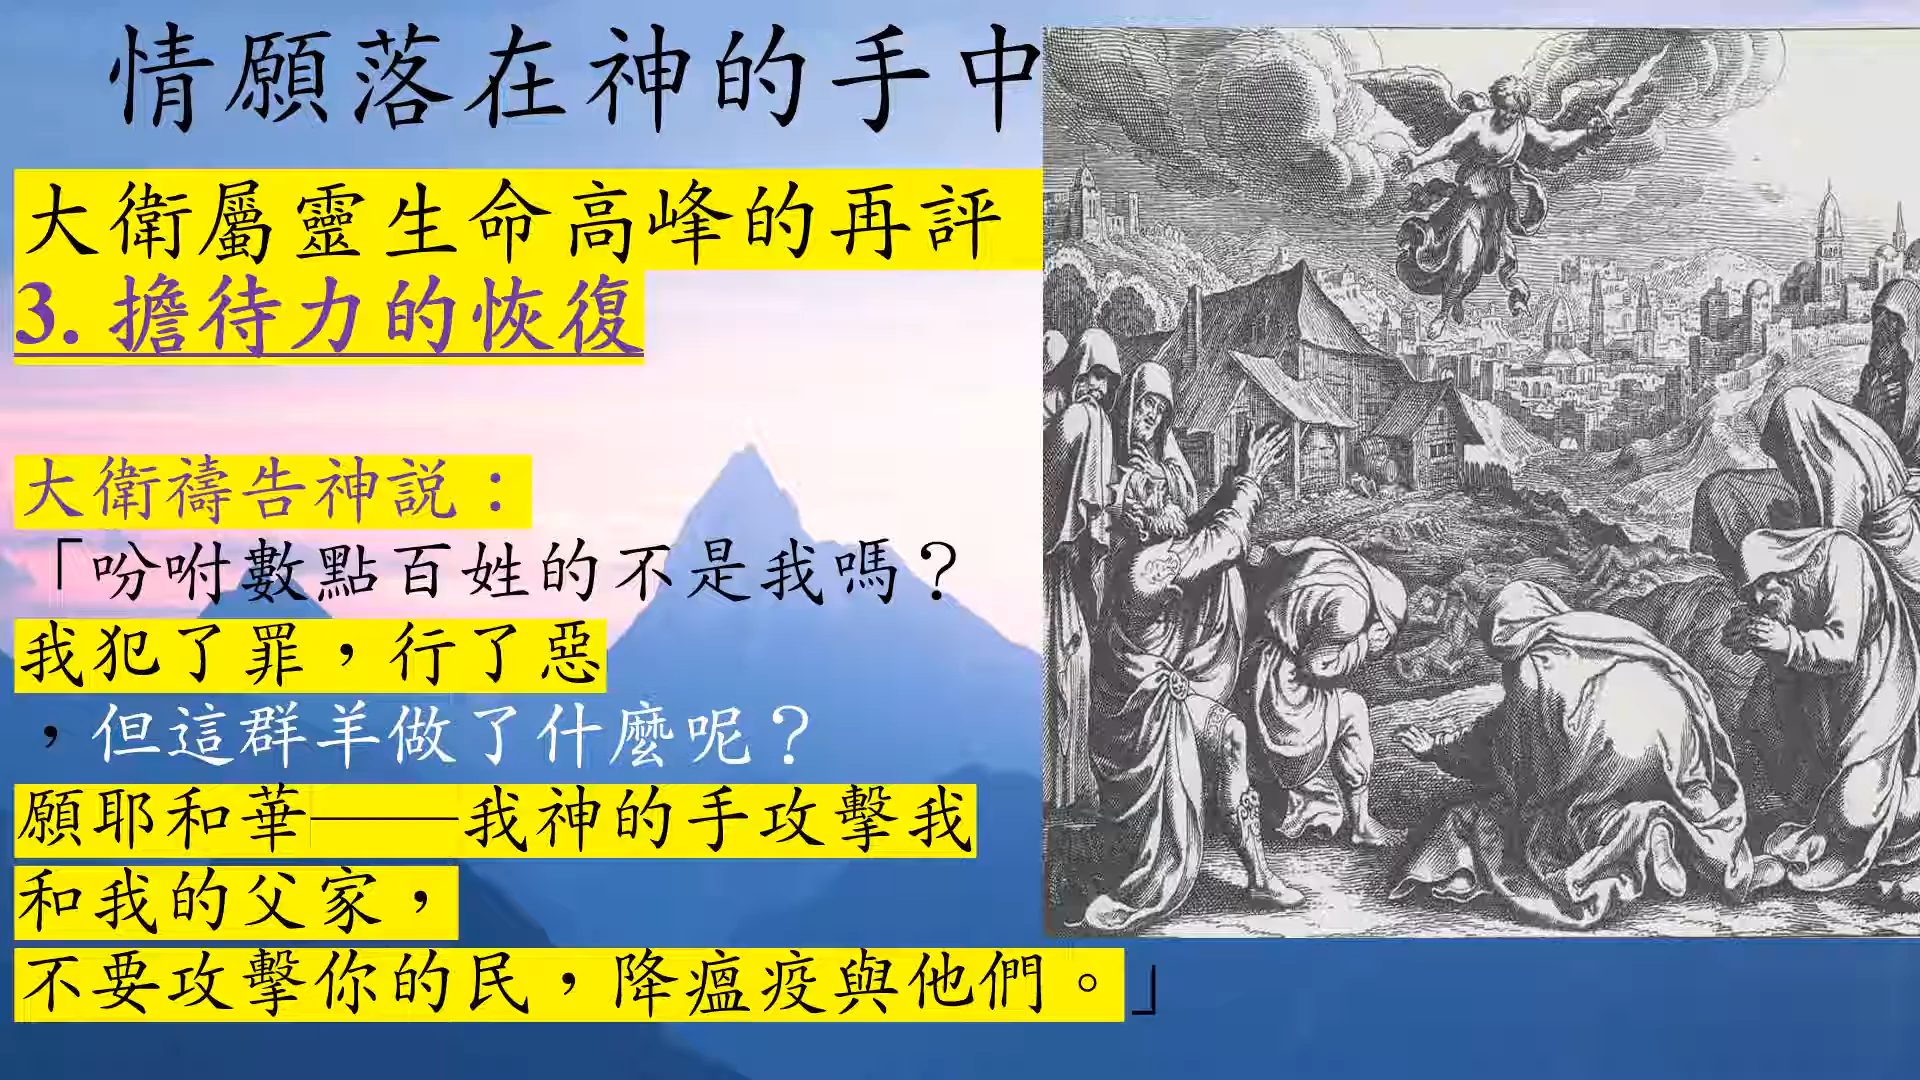 情願落在神的手中
大衛屬靈生命高峰的再評
3. 擔待力的恢復
大衛禱告神説：
「吩咐數點百姓的不是我嗎？
我犯了罪，行了惡
，但這群羊做了什麼呢？
願耶和華——我神的手攻擊我
和我的父家，
不要攻擊你的民，降瘟疫與他們。」